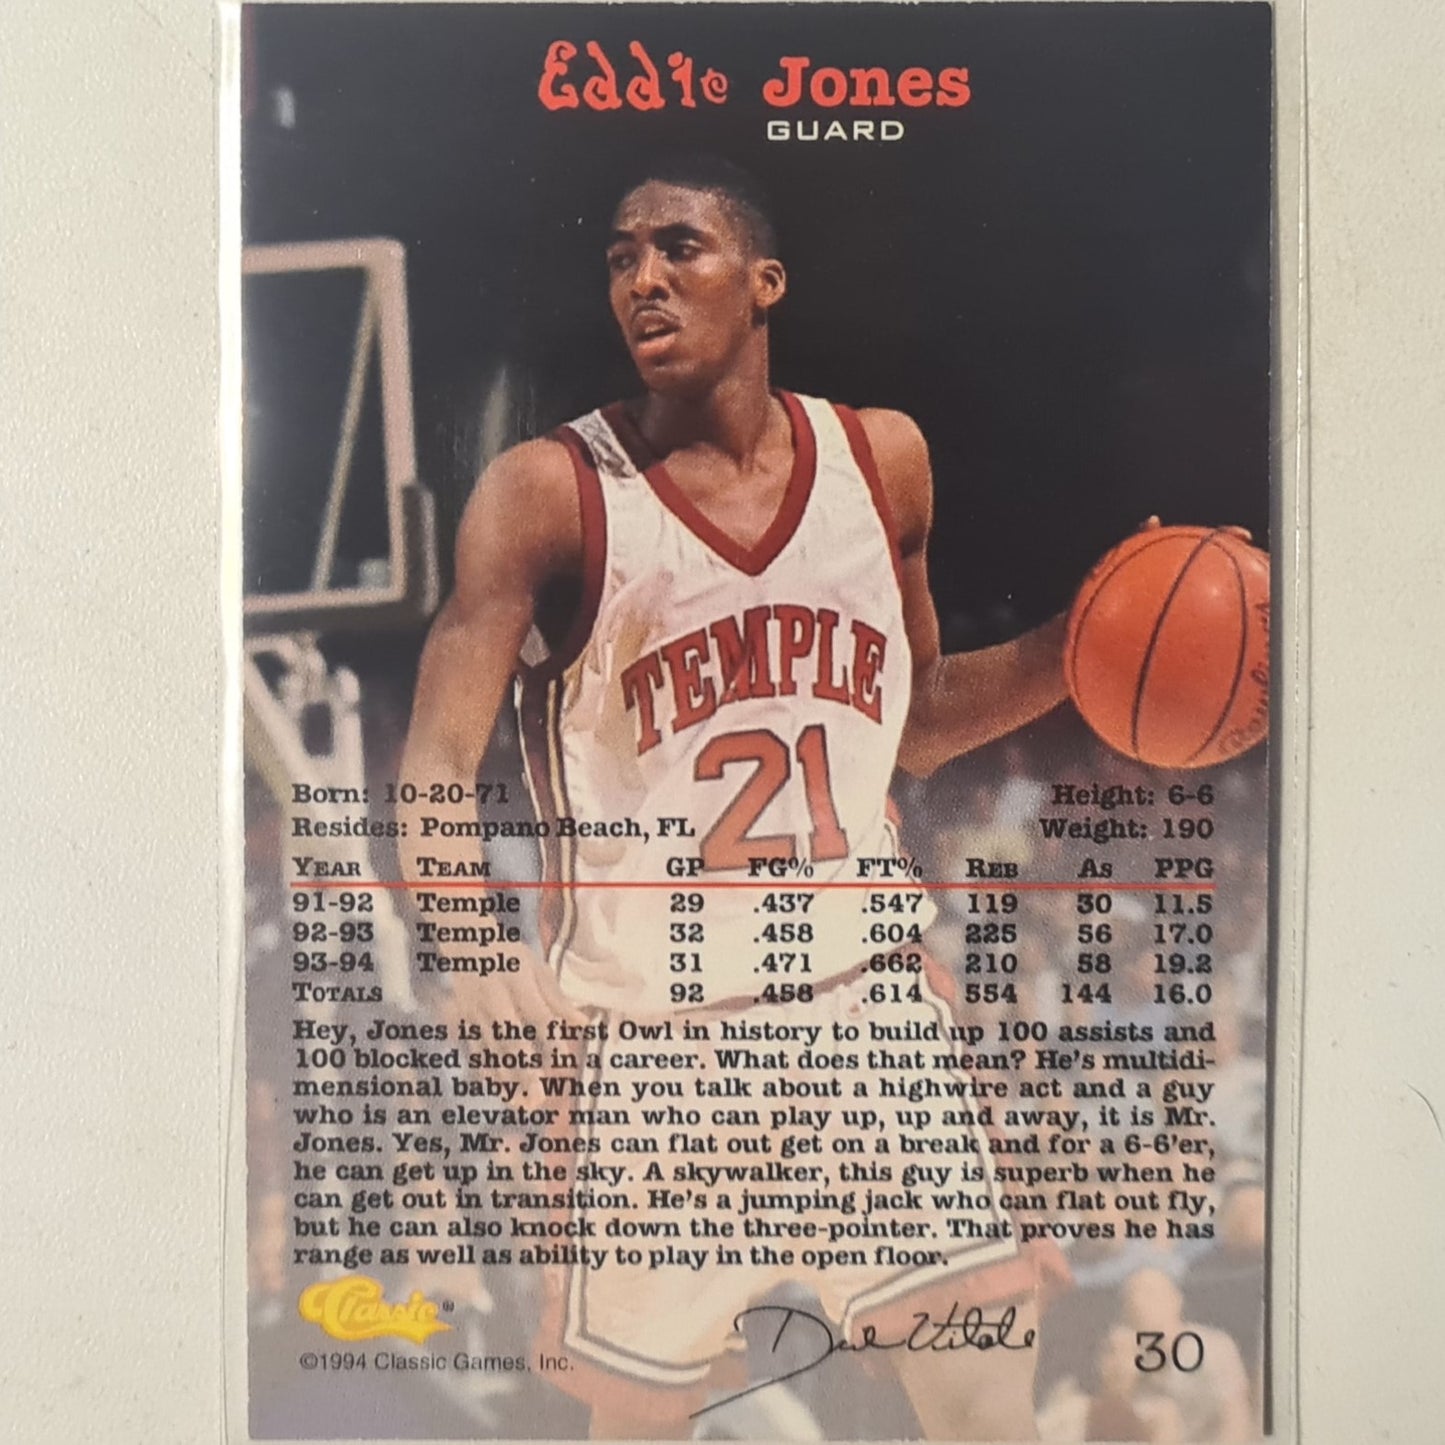 Eddie Jones
GUARD
TEMPLE
21
Born: 10-20-71 Height: 6-6
Resides: Pompano Beach, FL Weight: 190
YEAR TEAM GP FG% FT% REB AS PPG
91-92 Temple 29 .437 .547 119 30 11.5
92-93 Temple 32 .458 .604 225 56 17.0
93-94 Temple 31 .471 .662 210 58 19.2
TOTALS 92 .458 .614 554 144 16.0
Hey, Jones is the first Owl in history to build up 100 assists and
100 blocked shots in a career. What does that mean? He's multidi-
mensional baby. When you talk about a highwire act and a guy
who is an elevator man who can play up, up and away, it is Mr.
Jones. Yes, Mr. Jones can flat out get on a break and for a 6-6'er,
he can get up in the sky. A skywalker, this guy is superb when he
can get out in transition. He's a jumping jack who can flat out fly,
but he can also knock down the three-pointer. That proves he has
range as well as ability to play in the open floor.
Classic®
Dick Vitale
©1994 Classic Games, Inc.
30